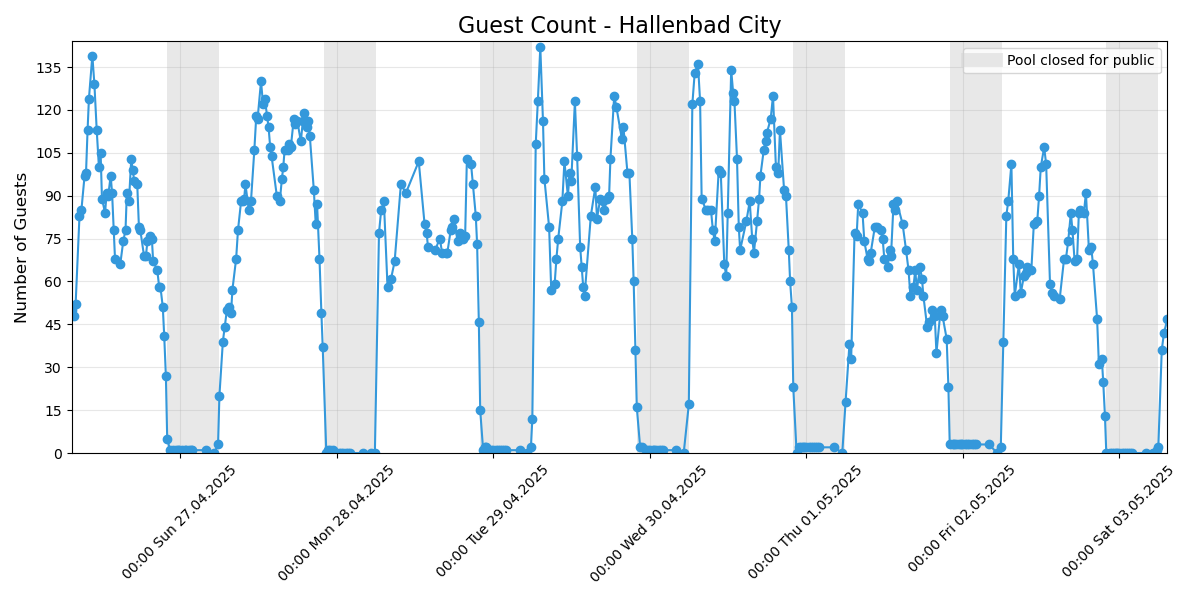 Guest Count - Hallenbad City
Pool closed for public
Number of Guests
135
120
105
90
75
60
45
30
15
0
00:00 Sun 27.04.2025
00:00 Mon 28.04.2025
00:00 Tue 29.04.2025
00:00 Wed 30.04.2025
00:00 Thu 01.05.2025
00:00 Fri 02.05.2025
00:00 Sat 03.05.2025